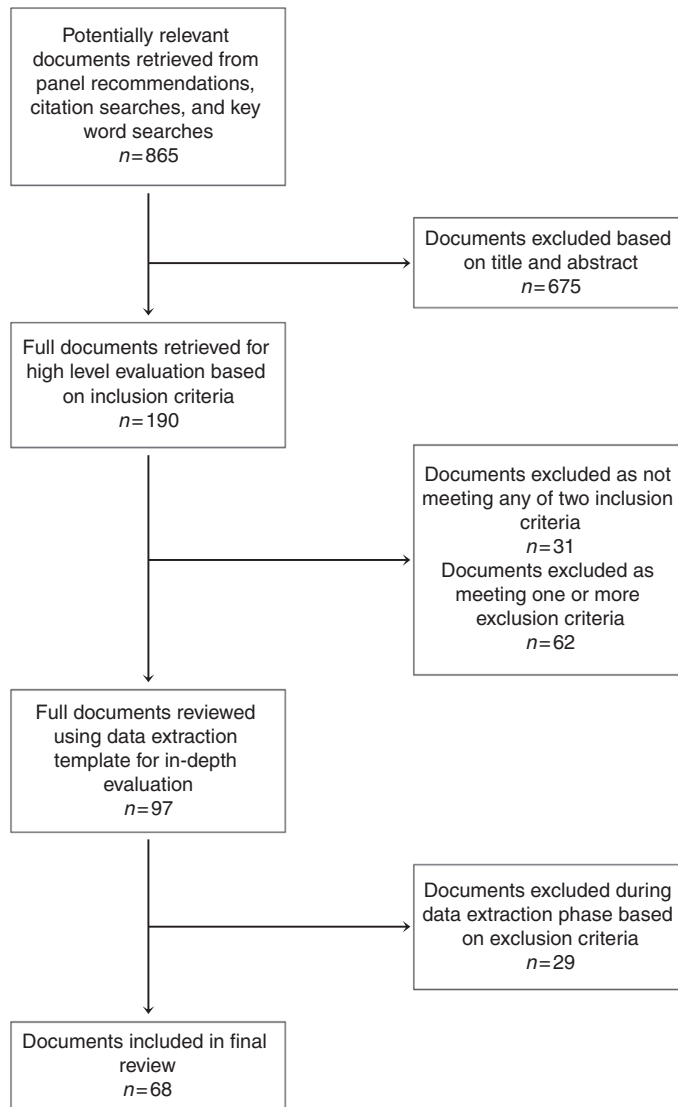 Potentially relevant
documents retrieved from
panel recommendations,
citation searches, and key
word searches
n=865
Documents excluded based
on title and abstract
n=675
Full documents retrieved for
high level evaluation based
on inclusion criteria
n=190
Documents excluded as not
meeting any of two inclusion
criteria
n=31
Documents excluded as
meeting one or more
exclusion criteria
n=62
Full documents reviewed
using data extraction
template for in-depth
evaluation
n=97
Documents excluded during
data extraction phase based
on exclusion criteria
n=29
Documents included in final
review
n=68